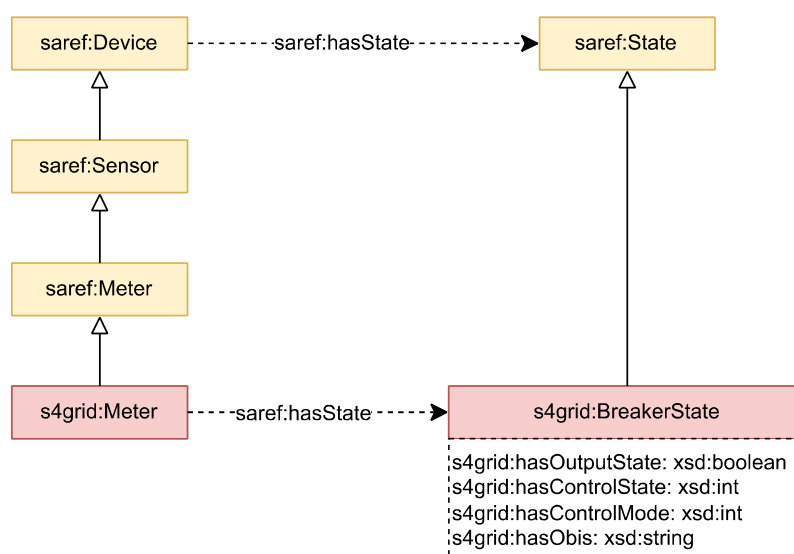 saref:Device
saref:hasState
saref:State
saref:Sensor
saref:Meter
s4grid:Meter
saref:hasState
s4grid:BreakerState
s4grid:hasOutputState: xsd:boolean
s4grid:hasControlState: xsd:int
s4grid:hasControlMode: xsd:int
s4grid:hasObis: xsd:string